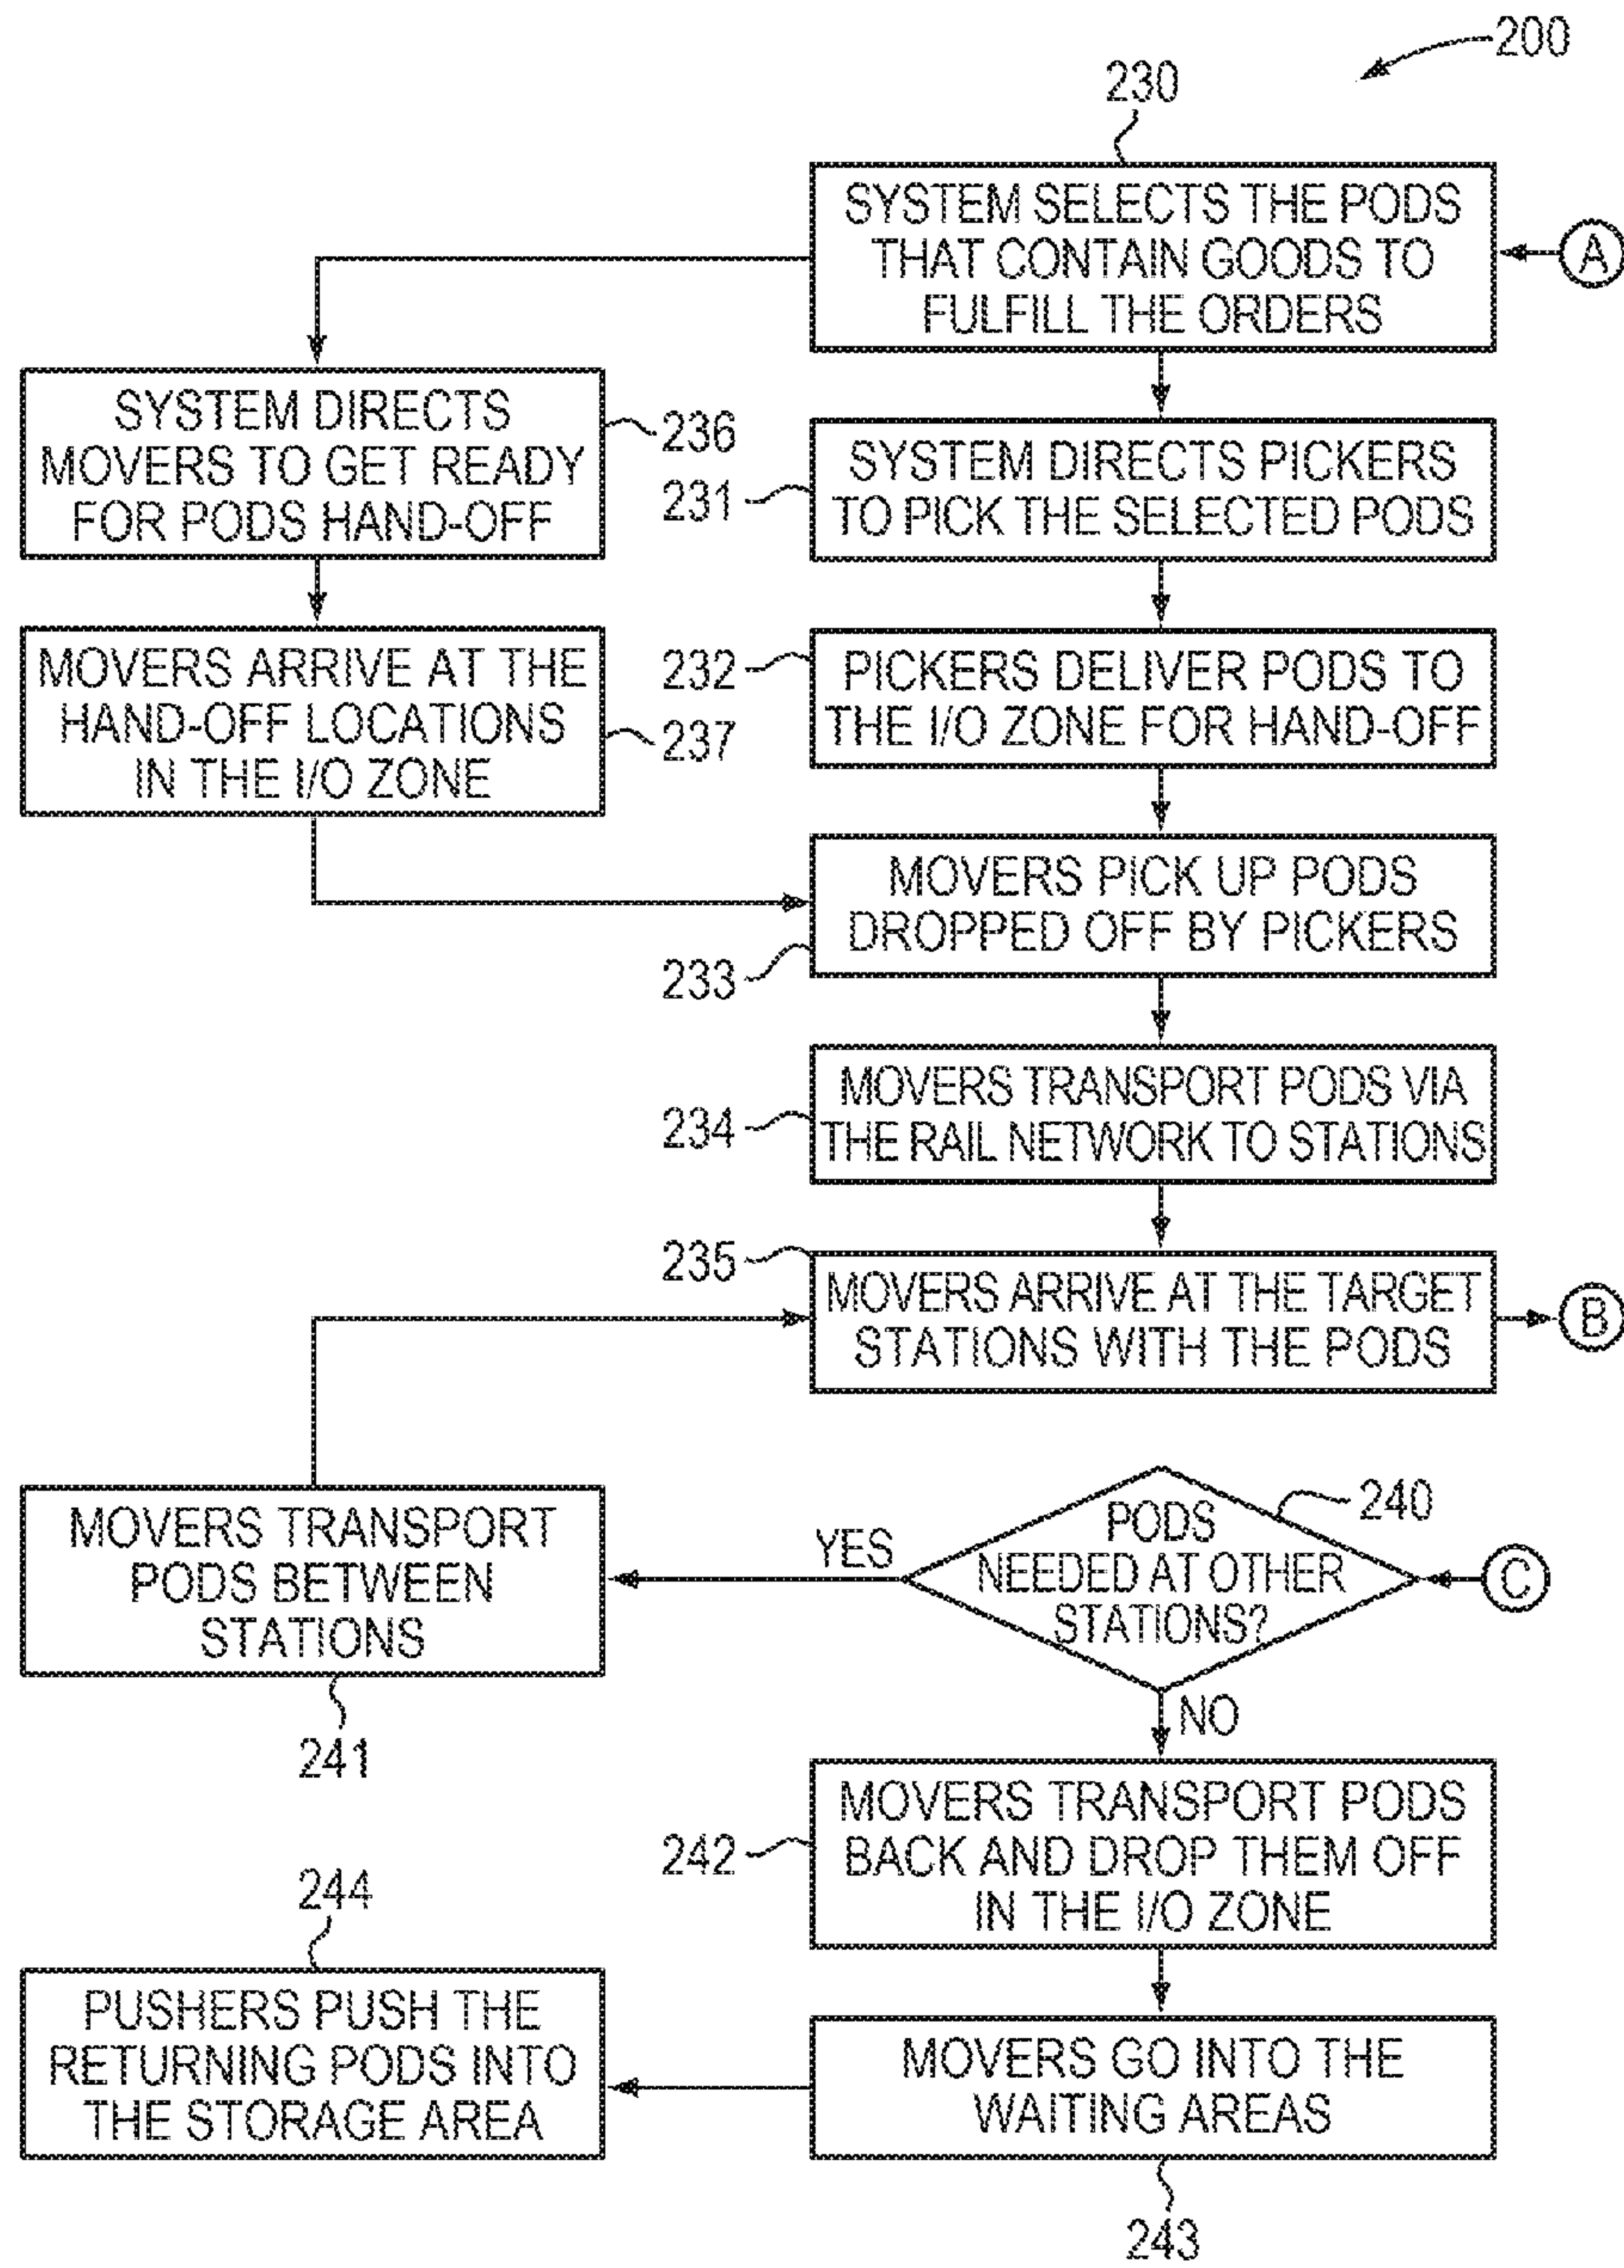 200
230
SYSTEM SELECTS THE PODS
THAT CONTAIN GOODS TO
FULFILL THE ORDERS
A
SYSTEM DIRECTS
MOVERS TO GET READY
FOR PODS HAND-OFF
236
231
SYSTEM DIRECTS PICKERS
TO PICK THE SELECTED PODS
MOVERS ARRIVE AT THE
HAND-OFF LOCATIONS
IN THE I/O ZONE
237
232
PICKERS DELIVER PODS TO
THE I/O ZONE FOR HAND-OFF
MOVERS PICK UP PODS
DROPPED OFF BY PICKERS
233
234
MOVERS TRANSPORT PODS VIA
THE RAIL NETWORK TO STATIONS
235
MOVERS ARRIVE AT THE TARGET
STATIONS WITH THE PODS
B
MOVERS TRANSPORT
PODS BETWEEN
STATIONS
241
YES
PODS
NEEDED AT OTHER
STATIONS?
240
C
NO
242
MOVERS TRANSPORT PODS
BACK AND DROP THEM OFF
IN THE I/O ZONE
244
PUSHERS PUSH THE
RETURNING PODS INTO
THE STORAGE AREA
MOVERS GO INTO THE
WAITING AREAS
243